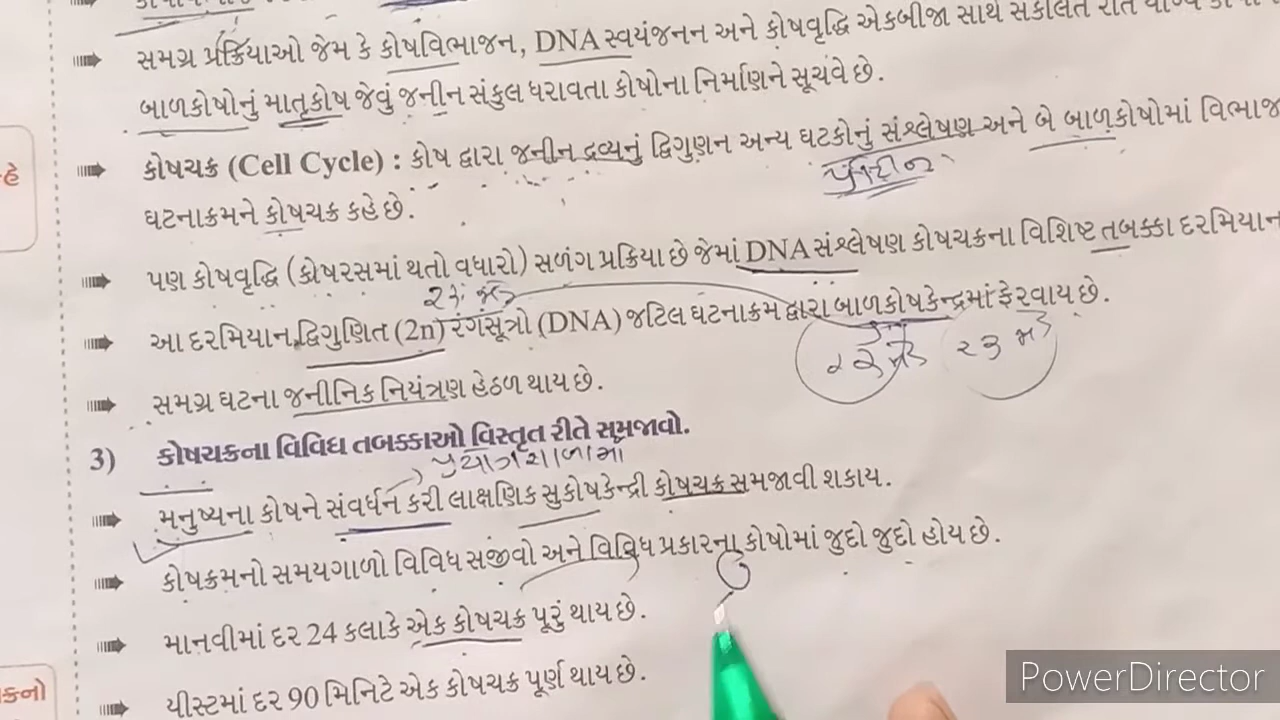 સમગ્ર પ્રક્રિયાઓ જેમ કે કોષવિભાજન, DNA સ્વયંજનન અને કોષવૃદ્ધિ એકબીજા સાથે સંકલિત રીતે
બાળકોષોનું માતૃકોષ જેવું જનીન સંકુલ ધરાવતા કોષોના નિર્માણને સૂચવે છે.
કોષચક્ર (Cell Cycle) : કોષ દ્વારા જનીન દ્રવ્યનું દ્વિગુણન અન્ય ઘટકોનું સંશ્લેષણ અને બે બાળકોષોમાં વિભાજ
હે
ઘટનાક્રમને કોષચક્ર કહે છે.
પણ કોષવૃદ્ધિ (કોષરસમાં થતો વધારો) સળંગ પ્રક્રિયા છે જેમાં DNA સંશ્લેષણ કોષચક્રના વિશિષ્ટ તબક્કા દરમિયાન
આ દરમિયાન, દ્વિગુણિત (2n) રંગસૂત્રો (DNA) જટિલ ઘટનાક્રમ દ્વારા બાળકોષકેન્દ્રમાં ફેરવાય છે.
૨૩
સમગ્ર ઘટના જનીનિક નિયંત્રણ હેઠળ થાય છે.
3) કોષચક્રના વિવિધ તબક્કાઓ વિસ્તૃત રીતે સમજાવો.
પ્રયોગશાળામાં
મનુષ્યના કોષને સંવર્ધન કરી લાક્ષણિક સુકોષકેન્દ્રી કોષચક્ર સમજાવી શકાય.
કોષક્રમનો સમયગાળો વિવિધ સજીવો અને વિવિધ પ્રકારના કોષોમાં જુદો જુદો હોય છે.
માનવીમાં દર 24 કલાકે એક કોષચક્ર પૂરું થાય છે.
યીસ્ટમાં દર 90 મિનિટે એક કોષચક્ર પૂર્ણ થાય છે.
કનો
PowerDirector